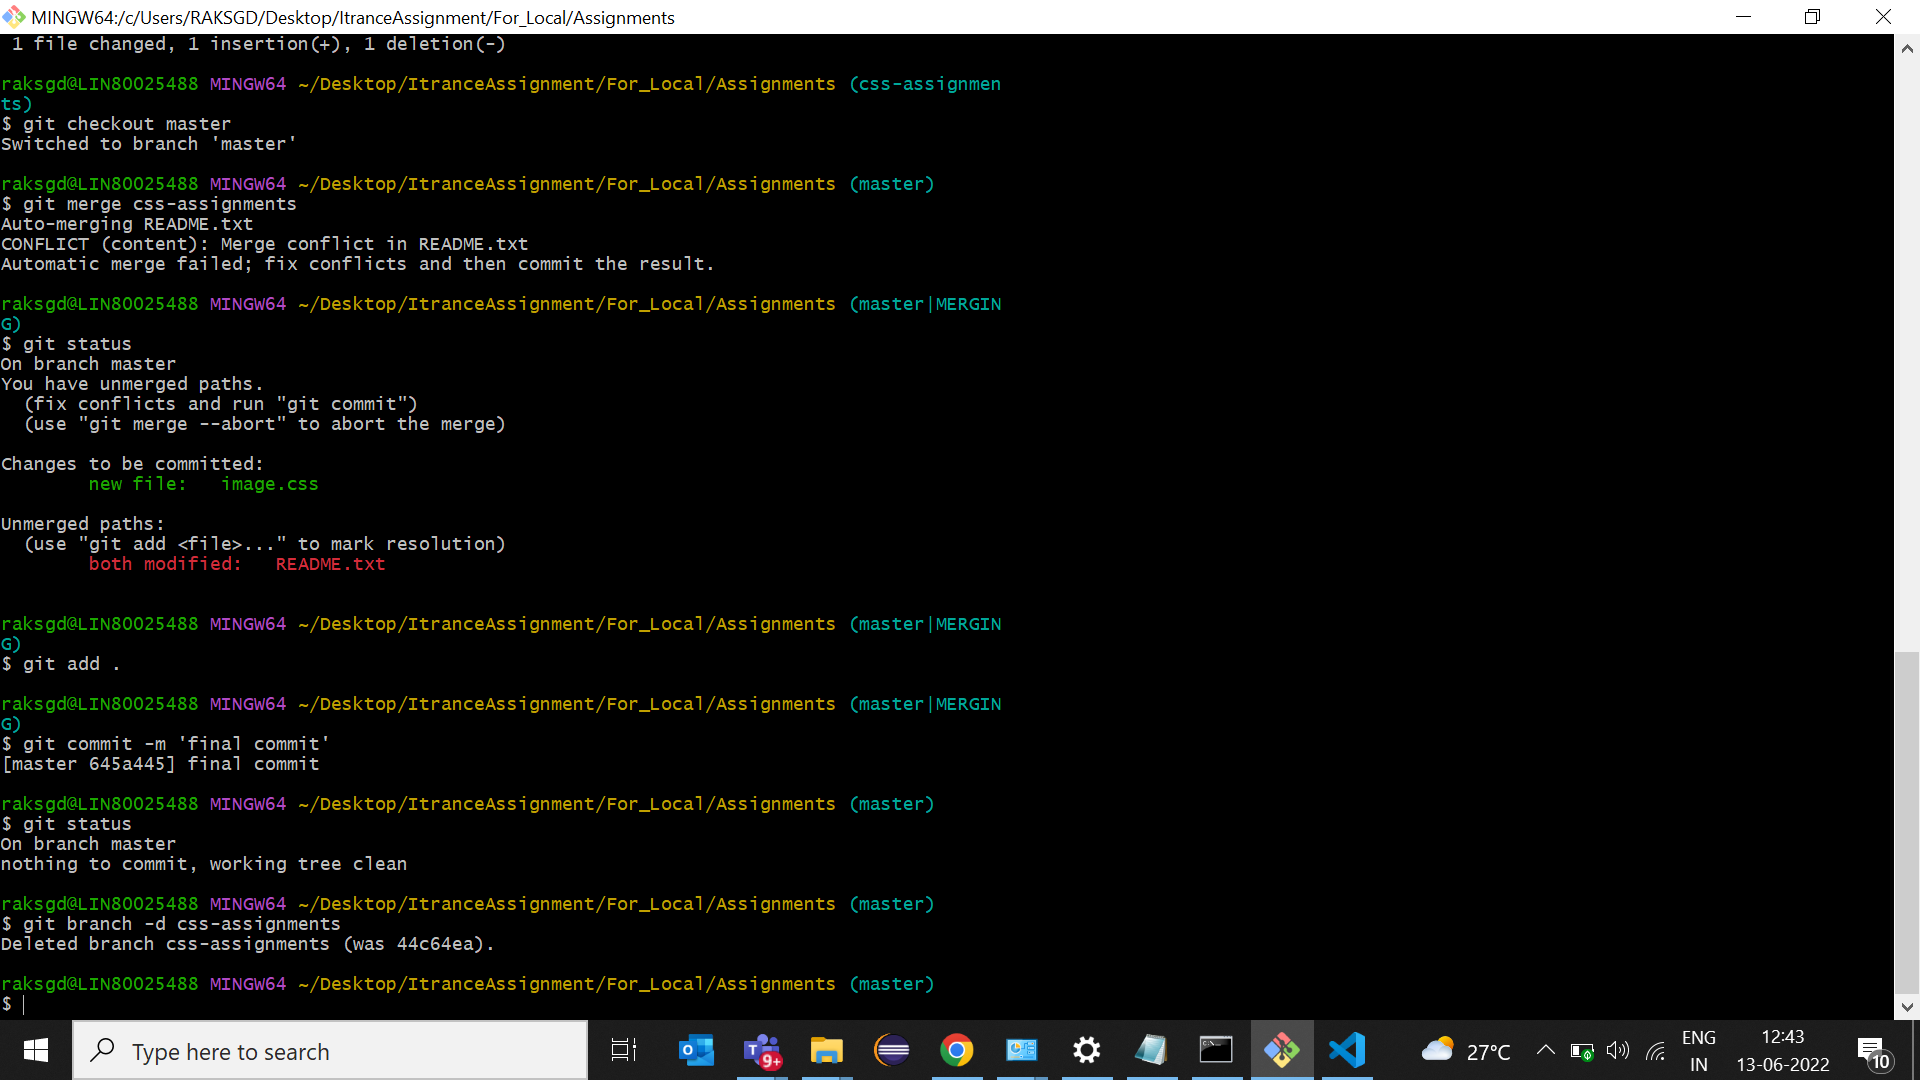 MINGW64:/c/Users/RAKSGD/Desktop/ItranceAssignment/For_Local/Assignments
 1 file changed, 1 insertion(+), 1 deletion(-)
raksgd@LIN80025488 MINGW64 ~/Desktop/ItranceAssignment/For_Local/Assignments (css-assignmen
ts)
$ git checkout master
Switched to branch 'master'
raksgd@LIN80025488 MINGW64 ~/Desktop/ItranceAssignment/For_Local/Assignments (master)
$ git merge css-assignments
Auto-merging README.txt
CONFLICT (content): Merge conflict in README.txt
Automatic merge failed; fix conflicts and then commit the result.
raksgd@LIN80025488 MINGW64 ~/Desktop/ItranceAssignment/For_Local/Assignments (master|MERGIN
G)
$ git status
On branch master
You have unmerged paths.
  (fix conflicts and run "git commit")
  (use "git merge --abort" to abort the merge)
Changes to be committed:
        new file:   image.css
Unmerged paths:
  (use "git add <file>..." to mark resolution)
        both modified:   README.txt
raksgd@LIN80025488 MINGW64 ~/Desktop/ItranceAssignment/For_Local/Assignments (master|MERGIN
G)
$ git add .
raksgd@LIN80025488 MINGW64 ~/Desktop/ItranceAssignment/For_Local/Assignments (master|MERGIN
G)
$ git commit -m 'final commit'
[master 645a445] final commit
raksgd@LIN80025488 MINGW64 ~/Desktop/ItranceAssignment/For_Local/Assignments (master)
$ git status
On branch master
nothing to commit, working tree clean
raksgd@LIN80025488 MINGW64 ~/Desktop/ItranceAssignment/For_Local/Assignments (master)
$ git branch -d css-assignments
Deleted branch css-assignments (was 44c64ea).
raksgd@LIN80025488 MINGW64 ~/Desktop/ItranceAssignment/For_Local/Assignments (master)
$
Type here to search
9+
27°C
ENG
IN
12:43
13-06-2022
10